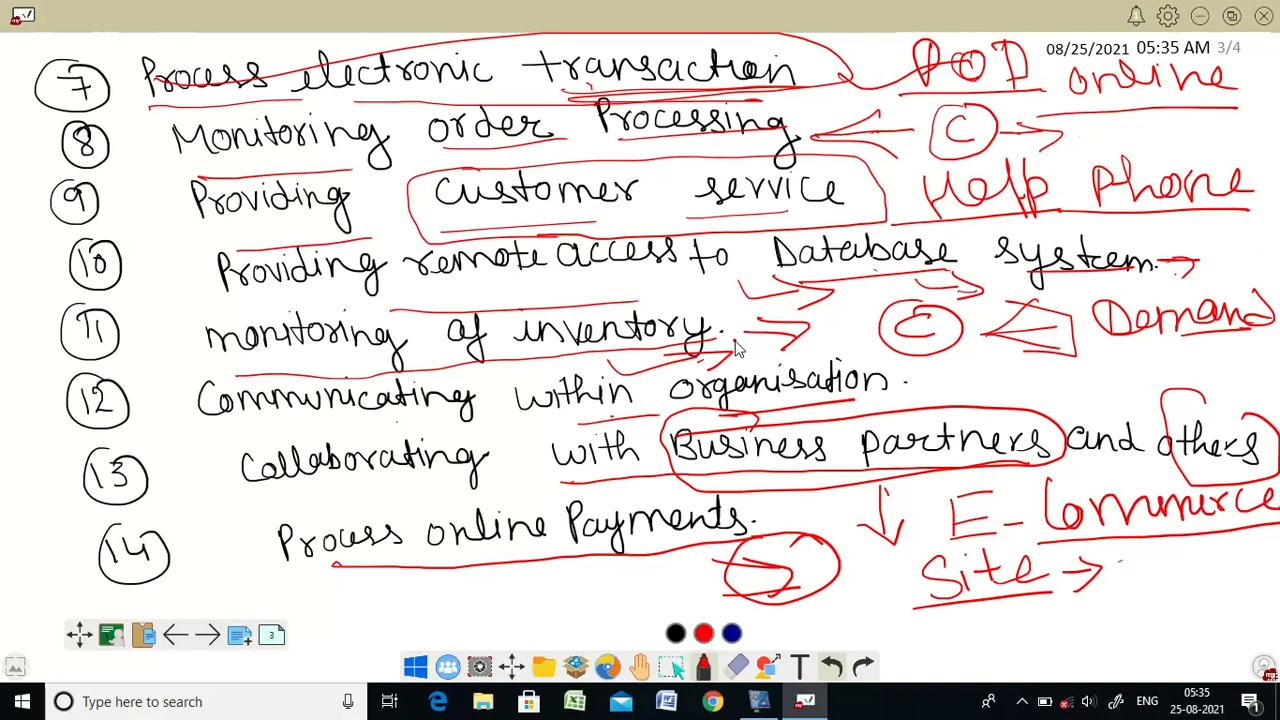 08/25/2021 05:35 AM 3/4
7 Process electronic transaction POD online
8 Monitoring order Processing C
9 Providing customer service Help Phone
10 Providing remote access to Database system.
11 monitoring of inventory. C Demand
12 Communicating within organisation.
13 Collaborating with Business partners and others
E-Commerce
14 Process online Payments.
Site
3
T
Type here to search
ENG
05:35
25-08-2021